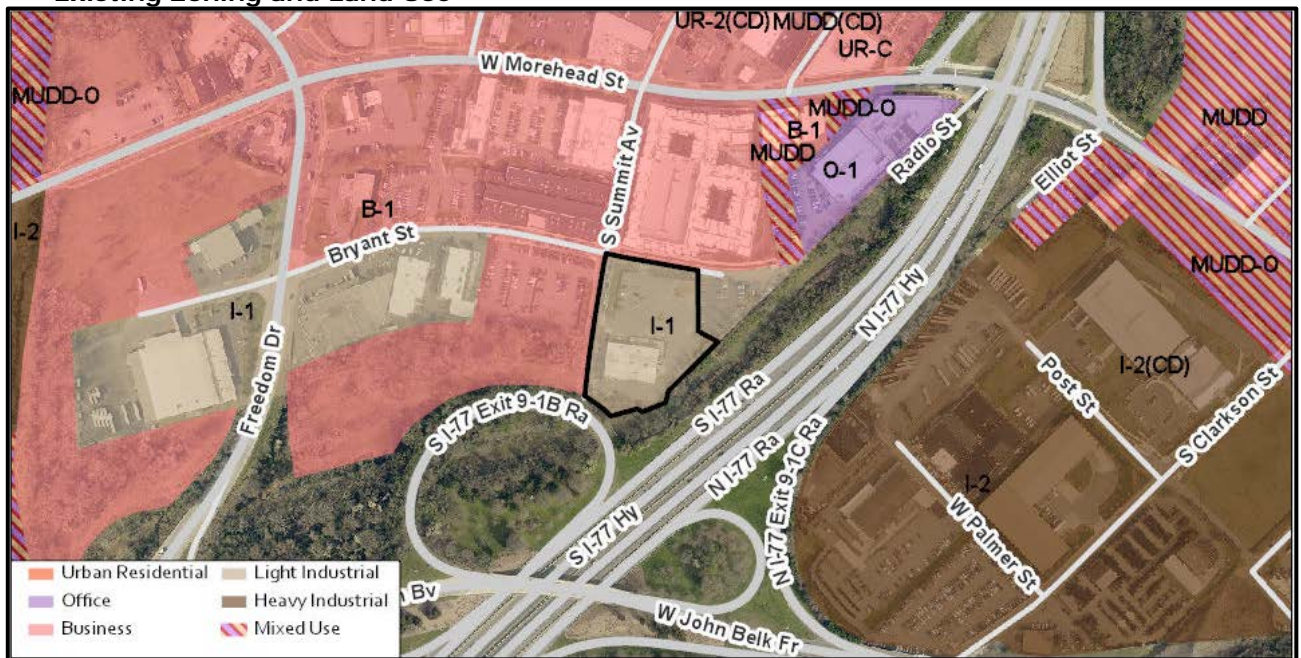 Existing Zoning and Land Use
UR-2(CD)
MUDD(CD)
UR-C
W Morehead St
MUDD-O
MUDD-O
B-1
MUDD
O-1
Radio St
Elliot St
MUDD
S Summit Av
B-1
Bryant St
I-2
I-1
Freedom Dr
I-1
N I-77 Hy
MUDD-O
I-2(CD)
Post St
S Clarkson St
S I-77 Exit 9-1B Ra
S I-77 Ra
N I-77 Ra
S I-77 Hy
N I-77 Exit 9-1C Ra
I-2
W Palmer St
Bv
W John Belk Fr
Urban Residential
Light Industrial
Office
Heavy Industrial
Business
Mixed Use